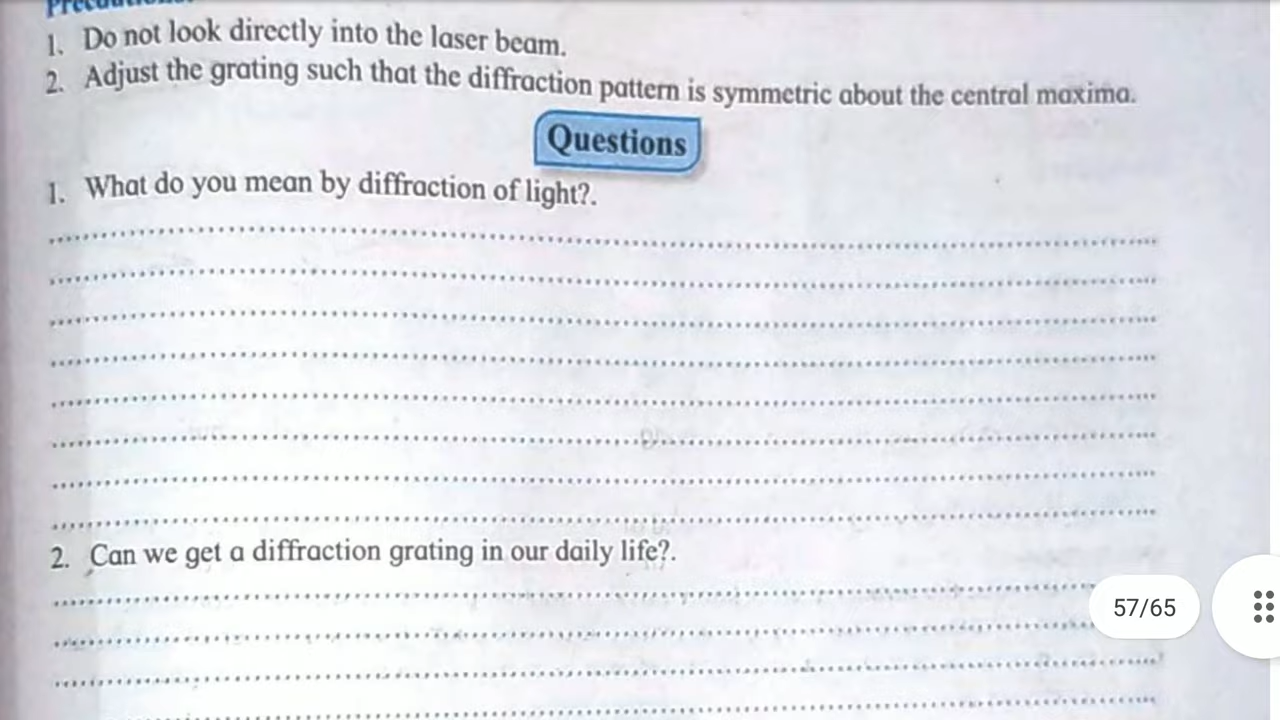 1. Do not look directly into the laser beam.
2. Adjust the grating such that the diffraction pattern is symmetric about the central maxima.
Questions
1. What do you mean by diffraction of light?.
2. Can we get a diffraction grating in our daily life?.
57/65